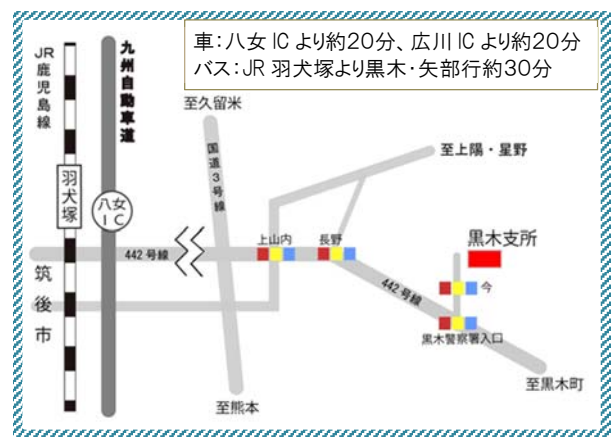 車：八女ICより約20分、広川ICより約20分
バス：JR羽犬塚より黒木・矢部行約30分
JR鹿児島線
九州自動車道
至久留米
国道3号線
至上陽・星野
羽犬塚
八女IC
上山内
長野
黒木支所
442号線
筑後市
今
442号線
黒木警察署入口
至黒木町
至熊本